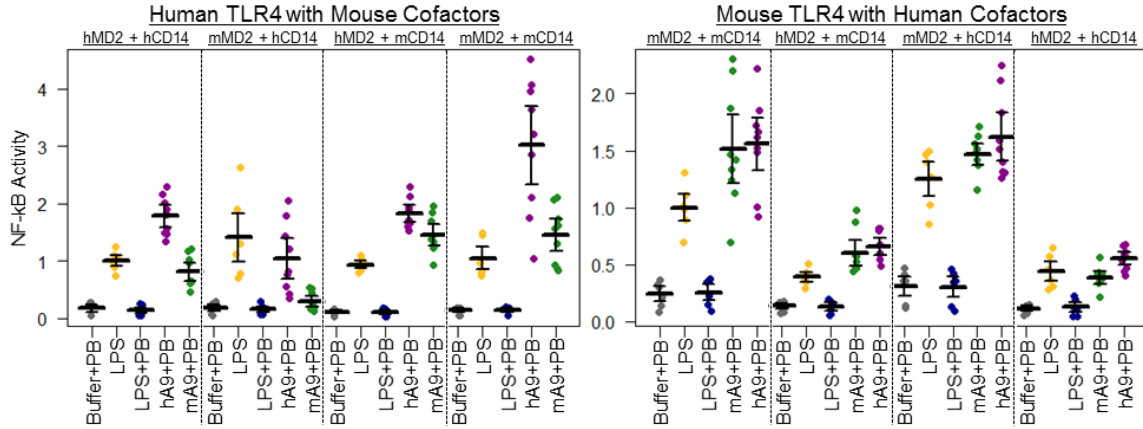 Human TLR4 with Mouse Cofactors
hMD2 + hCD14 mMD2 + hCD14 hMD2 + mCD14 mMD2 + mCD14
NF-kB Activity
4
3
2
1
0
Buffer+PB LPS LPS+PB hA9+PB mA9+PB Buffer+PB LPS LPS+PB hA9+PB mA9+PB Buffer+PB LPS LPS+PB hA9+PB mA9+PB Buffer+PB LPS LPS+PB hA9+PB mA9+PB
Mouse TLR4 with Human Cofactors
mMD2 + mCD14 hMD2 + mCD14 mMD2 + hCD14 hMD2 + hCD14
2.0
1.5
1.0
0.5
0.0
Buffer+PB LPS LPS+PB mA9+PB hA9+PB Buffer+PB LPS LPS+PB mA9+PB hA9+PB Buffer+PB LPS LPS+PB mA9+PB hA9+PB Buffer+PB LPS LPS+PB mA9+PB hA9+PB